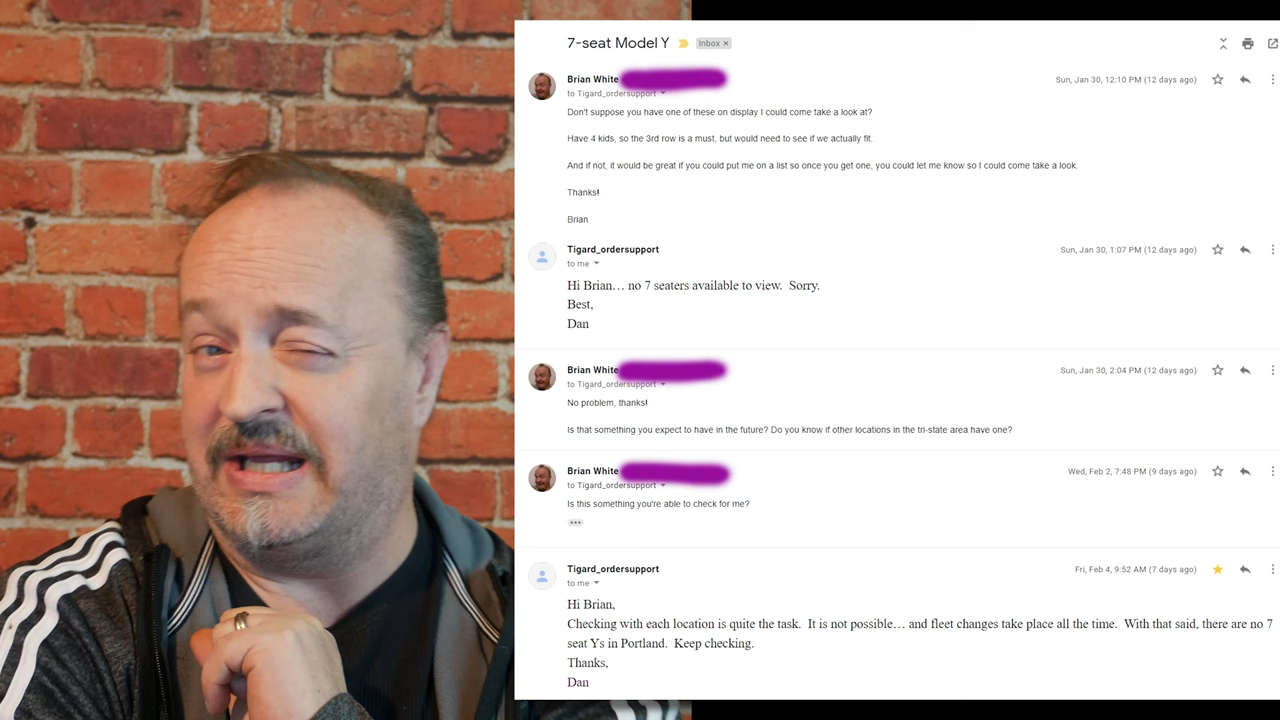 7-seat Model Y
Inbox ×
Brian White
Sun, Jan 30, 12:10 PM (12 days ago)
to Tigard_ordersupport
Don't suppose you have one of these on display I could come take a look at?
Have 4 kids, so the 3rd row is a must, but would need to see if we actually fit.
And if not, it would be great if you could put me on a list so once you get one, you could let me know so I could come take a look.
Thanks!
Brian
Tigard_ordersupport
Sun, Jan 30, 1:07 PM (12 days ago)
to me
Hi Brian… no 7 seaters available to view.  Sorry.
Best,
Dan
Brian White
Sun, Jan 30, 2:04 PM (12 days ago)
to Tigard_ordersupport
No problem, thanks!
Is that something you expect to have in the future? Do you know if other locations in the tri-state area have one?
Brian White
Wed, Feb 2, 7:48 PM (9 days ago)
to Tigard_ordersupport
Is this something you're able to check for me?
Tigard_ordersupport
Fri, Feb 4, 9:52 AM (7 days ago)
to me
Hi Brian,
Checking with each location is quite the task.  It is not possible… and fleet changes take place all the time.  With that said, there are no 7
seat Ys in Portland.  Keep checking.
Thanks,
Dan